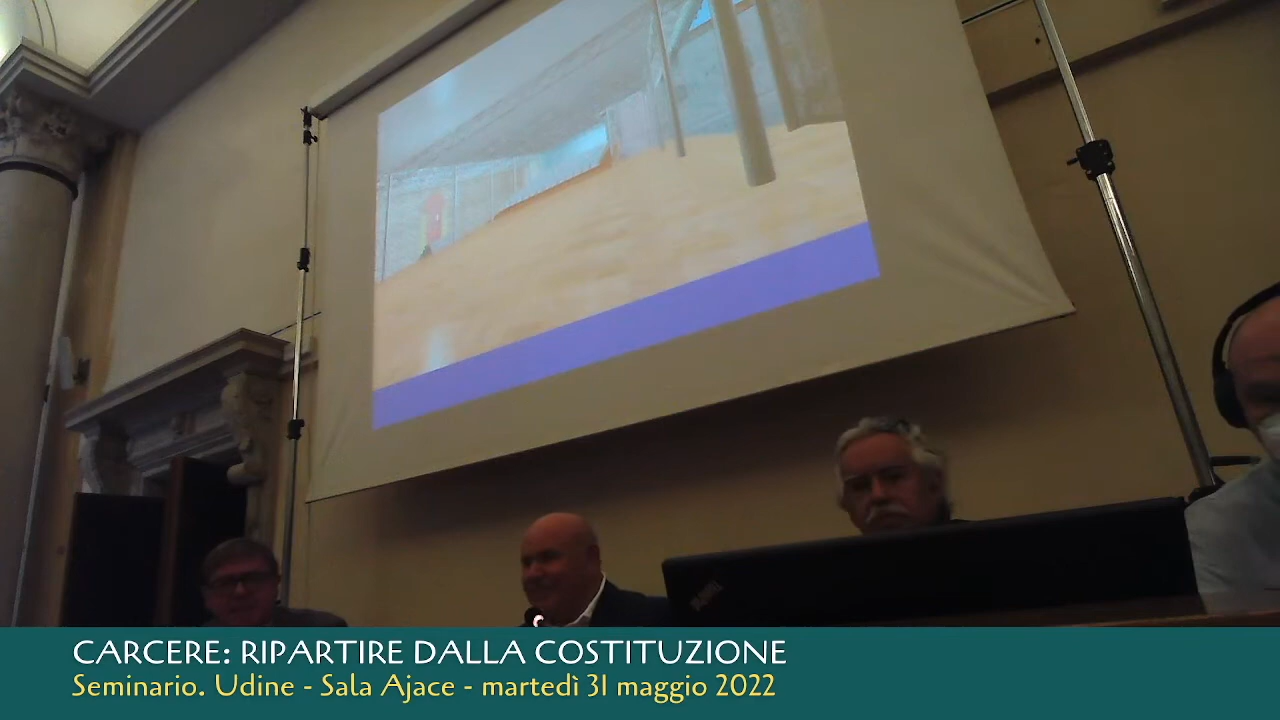 CARCERE: RIPARTIRE DALLA COSTITUZIONE
Seminario. Udine - Sala Ajace - martedì 31 maggio 2022